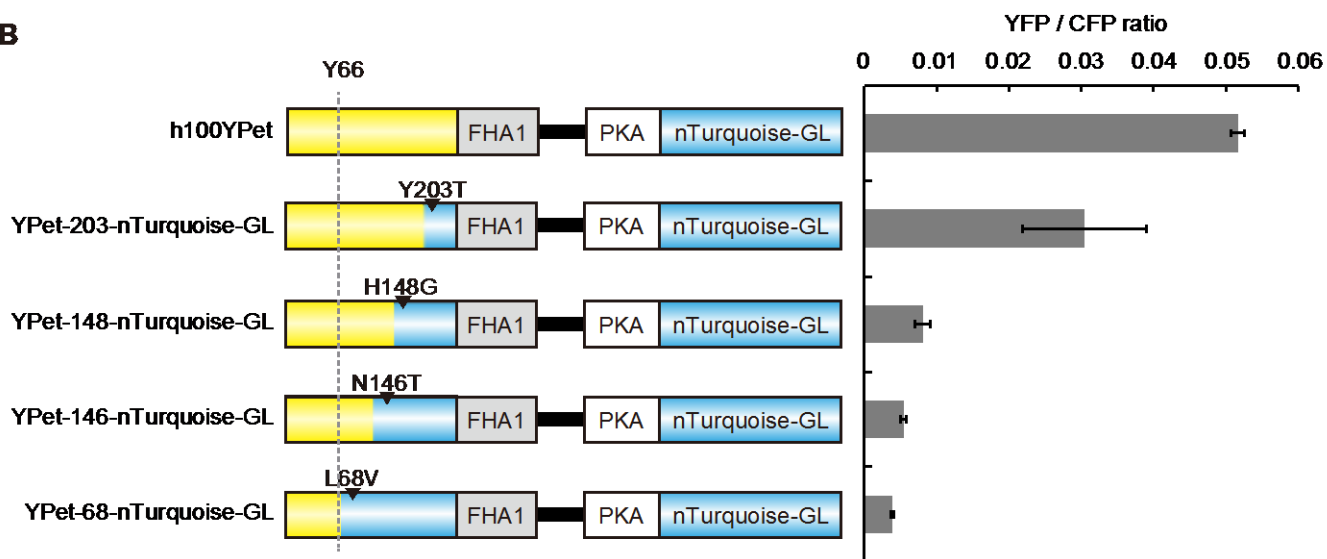 B
YFP / CFP ratio
0 0.01 0.02 0.03 0.04 0.05 0.06
Y66
h100YPet FHA1 PKA nTurquoise-GL
Y203T
YPet-203-nTurquoise-GL FHA1 PKA nTurquoise-GL
H148G
YPet-148-nTurquoise-GL FHA1 PKA nTurquoise-GL
N146T
YPet-146-nTurquoise-GL FHA1 PKA nTurquoise-GL
L68V
YPet-68-nTurquoise-GL FHA1 PKA nTurquoise-GL